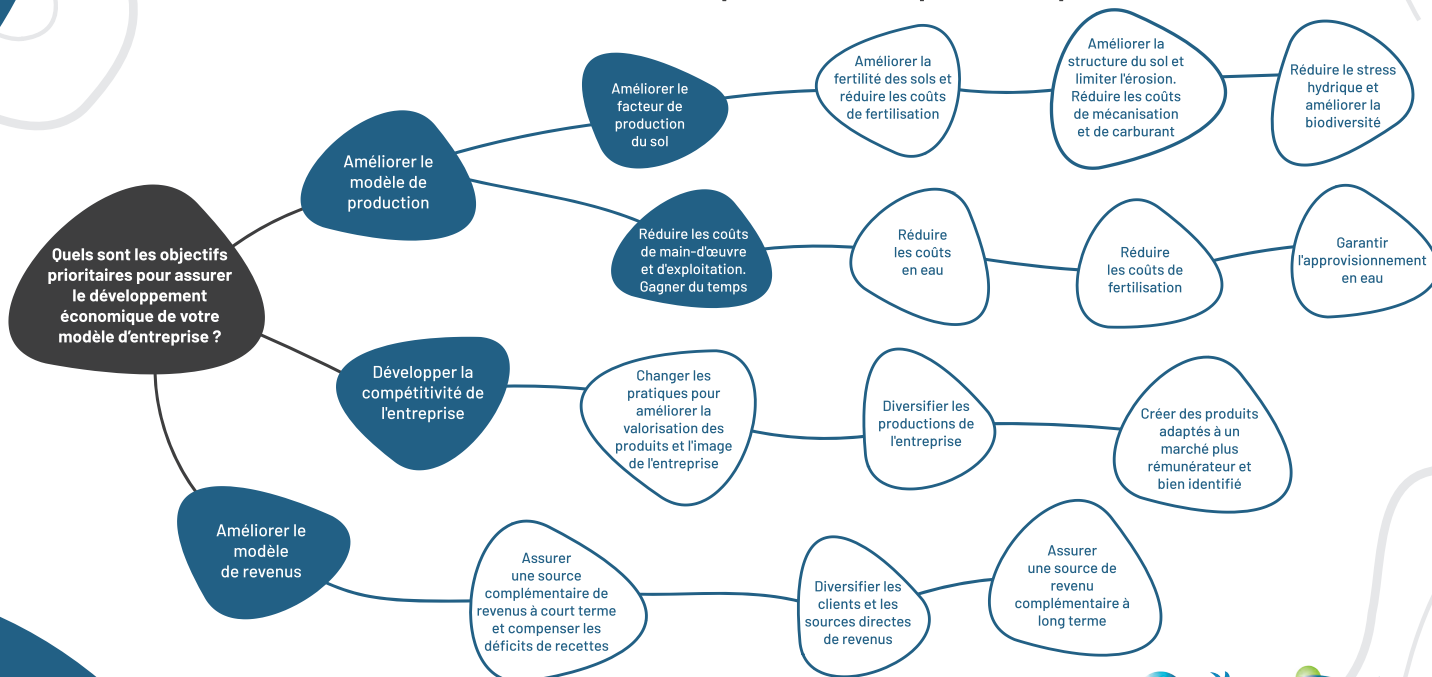 Quels sont les objectifs
prioritaires pour assurer
le développement
économique de votre
modèle d'entreprise ?
Améliorer le
modèle de
production
Améliorer le
facteur de
production
du sol
Améliorer la
fertilité des sols et
réduire les coûts
de fertilisation
Améliorer la
structure du sol et
limiter l'érosion.
Réduire les coûts
de mécanisation
et de carburant
Réduire le stress
hydrique et
améliorer la
biodiversité
Réduire les coûts
de main-d'œuvre
et d'exploitation.
Gagner du temps
Réduire
les coûts
en eau
Réduire
les coûts de
fertilisation
Garantir
l'approvisionnement
en eau
Développer la
compétitivité de
l'entreprise
Changer les
pratiques pour
améliorer la
valorisation des
produits et l'image
de l'entreprise
Diversifier les
productions de
l'entreprise
Créer des produits
adaptés à un
marché plus
rémunérateur et
bien identifié
Améliorer le
modèle
de revenus
Assurer
une source
complémentaire de
revenus à court terme
et compenser les
déficits de recettes
Diversifier les
clients et les
sources directes
de revenus
Assurer
une source de
revenu
complémentaire à
long terme